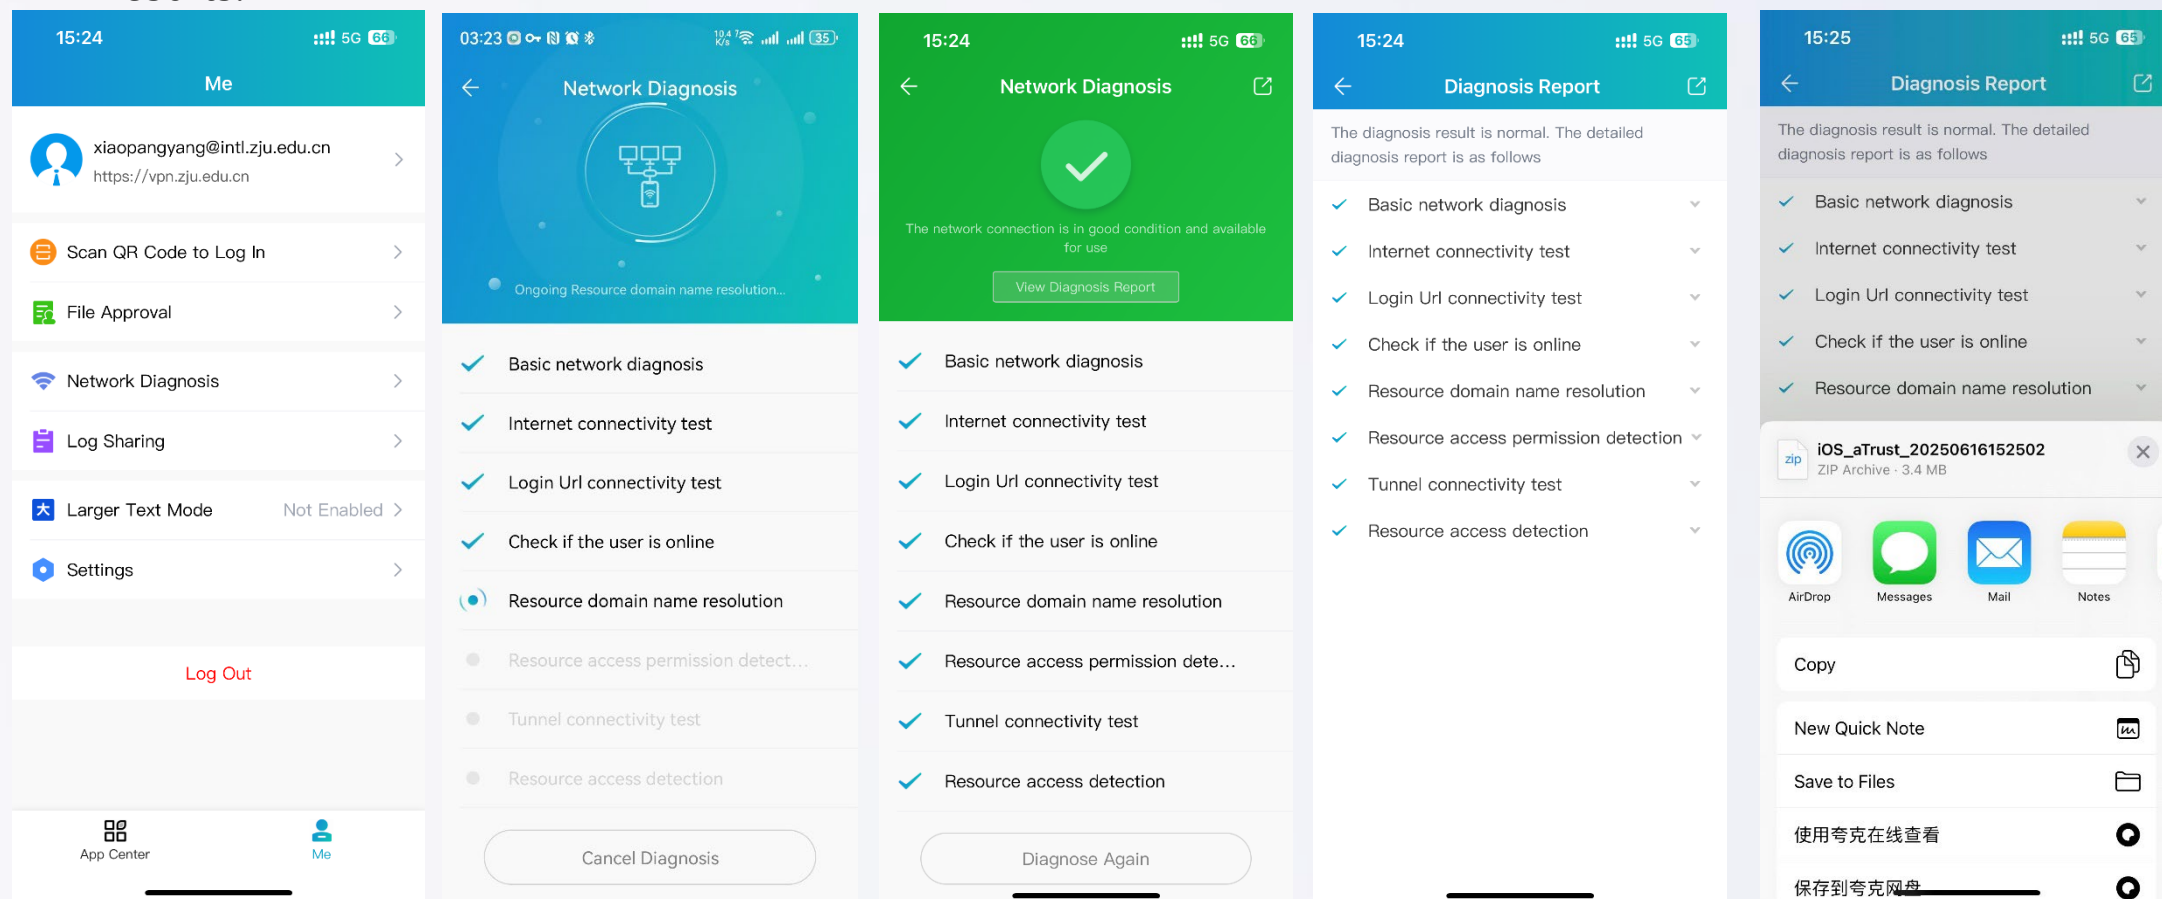 15:24
5G 66
Me
xiaopangyang@intl.zju.edu.cn
https://vpn.zju.edu.cn
Scan QR Code to Log In
File Approval
Network Diagnosis
Log Sharing
Larger Text Mode
Not Enabled
Settings
Log Out
App Center
Me
03:23
10.4 K/s
35
Network Diagnosis
Ongoing Resource domain name resolution...
Basic network diagnosis
Internet connectivity test
Login Url connectivity test
Check if the user is online
Resource domain name resolution
Resource access permission detect...
Tunnel connectivity test
Resource access detection
Cancel Diagnosis
15:24
5G 66
Network Diagnosis
The network connection is in good condition and available
for use
View Diagnosis Report
Basic network diagnosis
Internet connectivity test
Login Url connectivity test
Check if the user is online
Resource domain name resolution
Resource access permission dete...
Tunnel connectivity test
Resource access detection
Diagnose Again
15:24
5G 65
Diagnosis Report
The diagnosis result is normal. The detailed
diagnosis report is as follows
Basic network diagnosis
Internet connectivity test
Login Url connectivity test
Check if the user is online
Resource domain name resolution
Resource access permission detection
Tunnel connectivity test
Resource access detection
15:25
5G 65
Diagnosis Report
The diagnosis result is normal. The detailed
diagnosis report is as follows
Basic network diagnosis
Internet connectivity test
Login Url connectivity test
Check if the user is online
Resource domain name resolution
zip
iOS_aTrust_20250616152502
ZIP Archive · 3.4 MB
AirDrop
Messages
Mail
Notes
Copy
New Quick Note
Save to Files
使用夸克在线查看
保存到夸克网盘